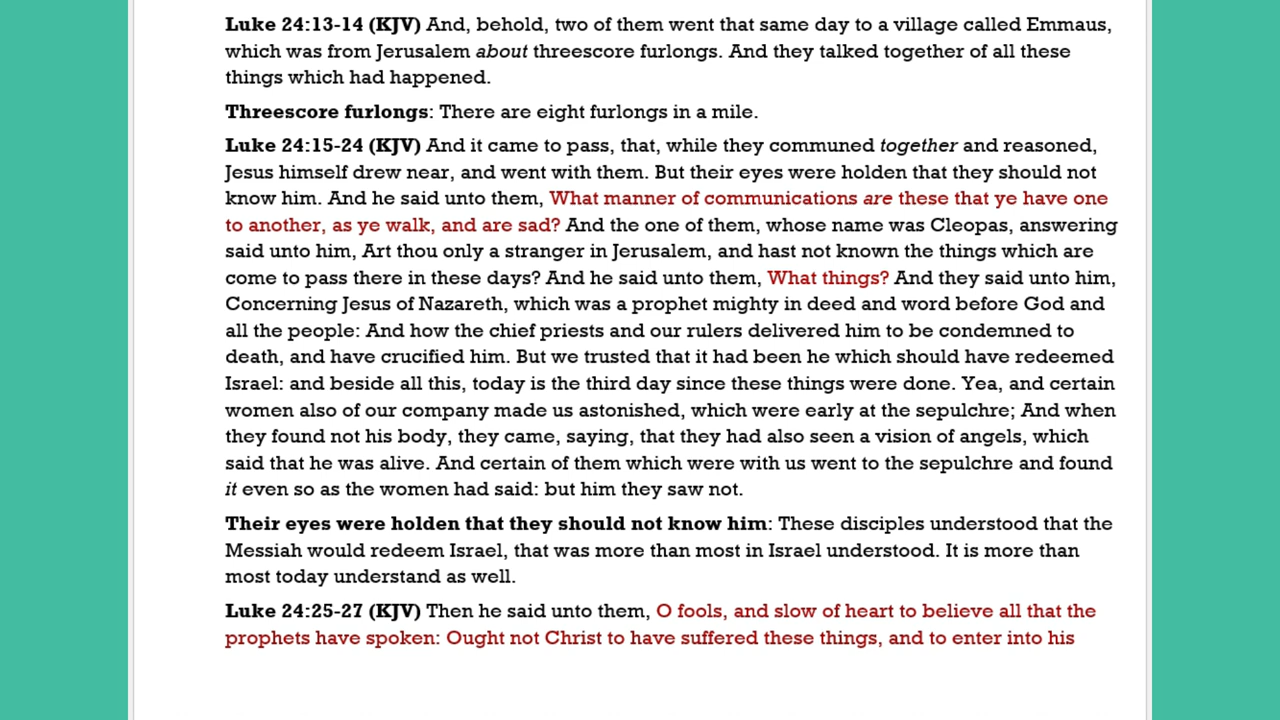 Luke 24:13-14 (KJV) And, behold, two of them went that same day to a village called Emmaus,
which was from Jerusalem about threescore furlongs. And they talked together of all these
things which had happened.
Threescore furlongs: There are eight furlongs in a mile.
Luke 24:15-24 (KJV) And it came to pass, that, while they communed together and reasoned,
Jesus himself drew near, and went with them. But their eyes were holden that they should not
know him. And he said unto them, What manner of communications are these that ye have one
to another, as ye walk, and are sad? And the one of them, whose name was Cleopas, answering
said unto him, Art thou only a stranger in Jerusalem, and hast not known the things which are
come to pass there in these days? And he said unto them, What things? And they said unto him,
Concerning Jesus of Nazareth, which was a prophet mighty in deed and word before God and
all the people: And how the chief priests and our rulers delivered him to be condemned to
death, and have crucified him. But we trusted that it had been he which should have redeemed
Israel: and beside all this, today is the third day since these things were done. Yea, and certain
women also of our company made us astonished, which were early at the sepulchre; And when
they found not his body, they came, saying, that they had also seen a vision of angels, which
said that he was alive. And certain of them which were with us went to the sepulchre and found
it even so as the women had said: but him they saw not.
Their eyes were holden that they should not know him: These disciples understood that the
Messiah would redeem Israel, that was more than most in Israel understood. It is more than
most today understand as well.
Luke 24:25-27 (KJV) Then he said unto them, O fools, and slow of heart to believe all that the
prophets have spoken: Ought not Christ to have suffered these things, and to enter into his